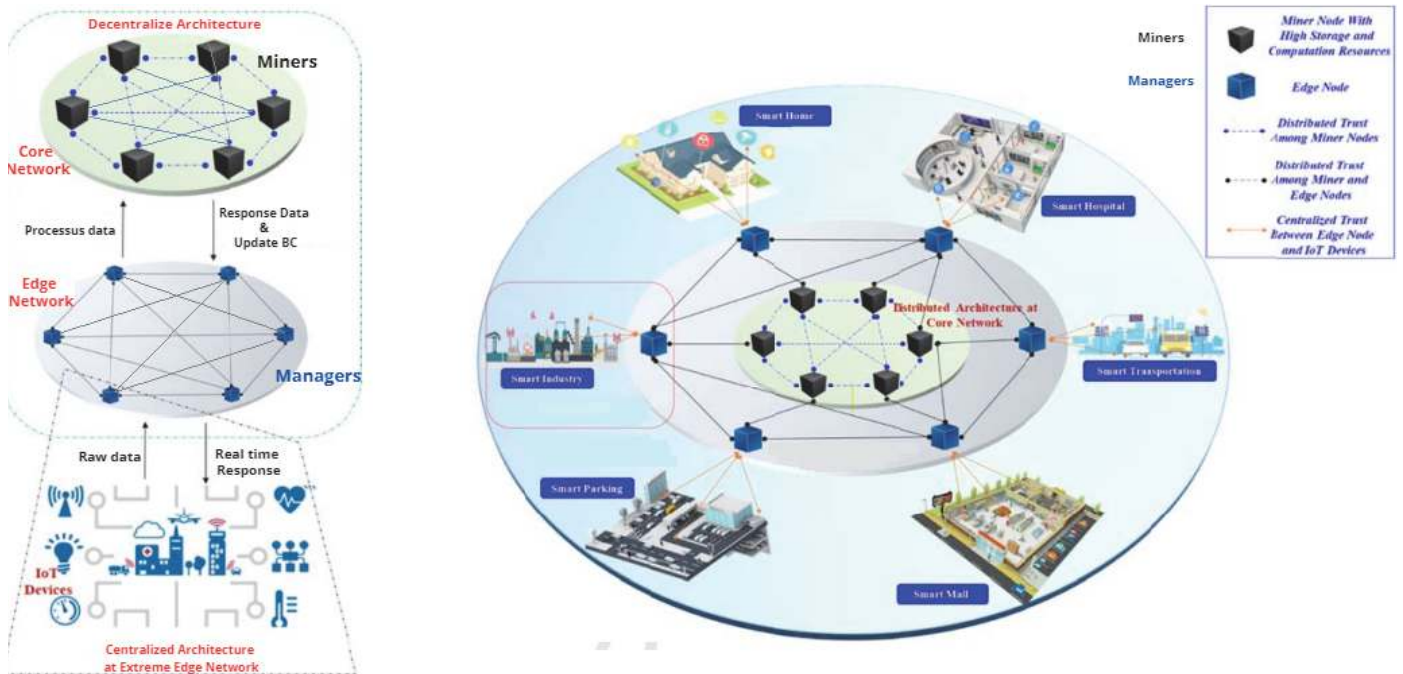 Decentralize Architecture
Miners
Core
Network
Processus data
Response Data
&
Update BC
Edge
Network
Managers
Raw data
Real time
Response
IoT
Devices
Centralized Architecture
at Extreme Edge Network
Smart Home
Smart Hospital
Distributed Architecture at
Core Network
Smart Industry
Smart Transportation
Smart Parking
Smart Mall
Miners
Miner Node With
High Storage and
Computation Resources
Managers
Edge Node
Distributed Trust
Among Miner Nodes
Distributed Trust
Among Miner and
Edge Nodes
Centralized Trust
Between Edge Node
and IoT Devices